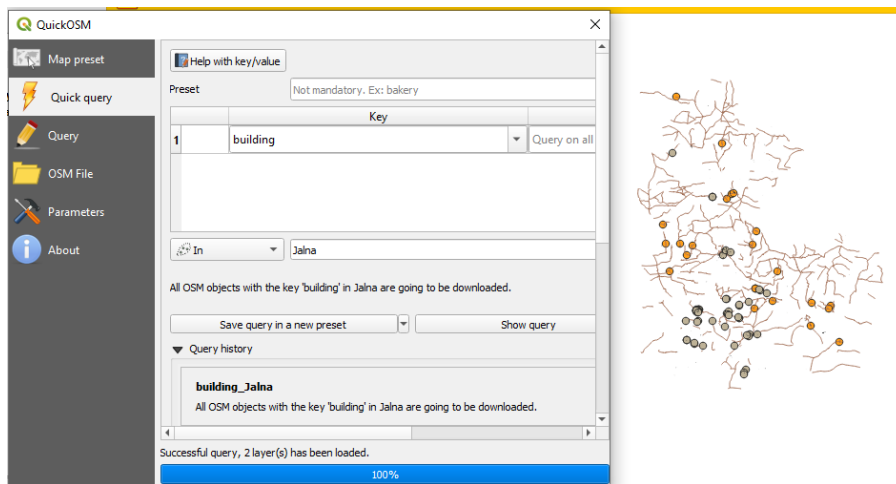 QuickOSM
Map preset
Quick query
Query
OSM File
Parameters
About
Help with key/value
Preset
Not mandatory. Ex: bakery
Key
1
building
Query on all
In
Jalna
All OSM objects with the key 'building' in Jalna are going to be downloaded.
Save query in a new preset
Show query
Query history
building_Jalna
All OSM objects with the key 'building' in Jalna are going to be downloaded.
Successful query, 2 layer(s) has been loaded.
100%